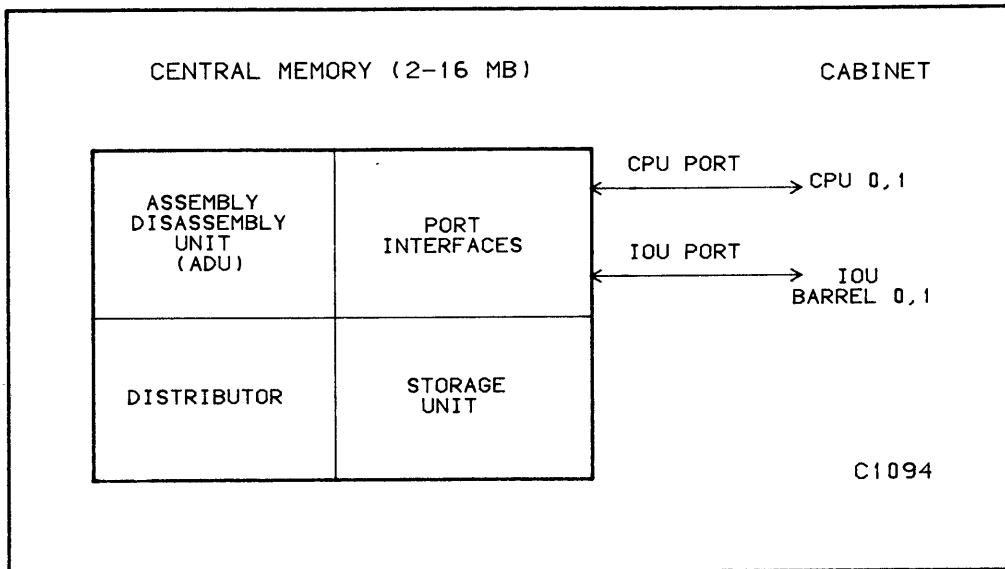 CENTRAL MEMORY (2-16 MB)
CABINET
ASSEMBLY
DISASSEMBLY
UNIT
(ADU)
PORT
INTERFACES
CPU PORT
CPU 0,1
IOU PORT
IOU
BARREL 0,1
DISTRIBUTOR
STORAGE
UNIT
C1094